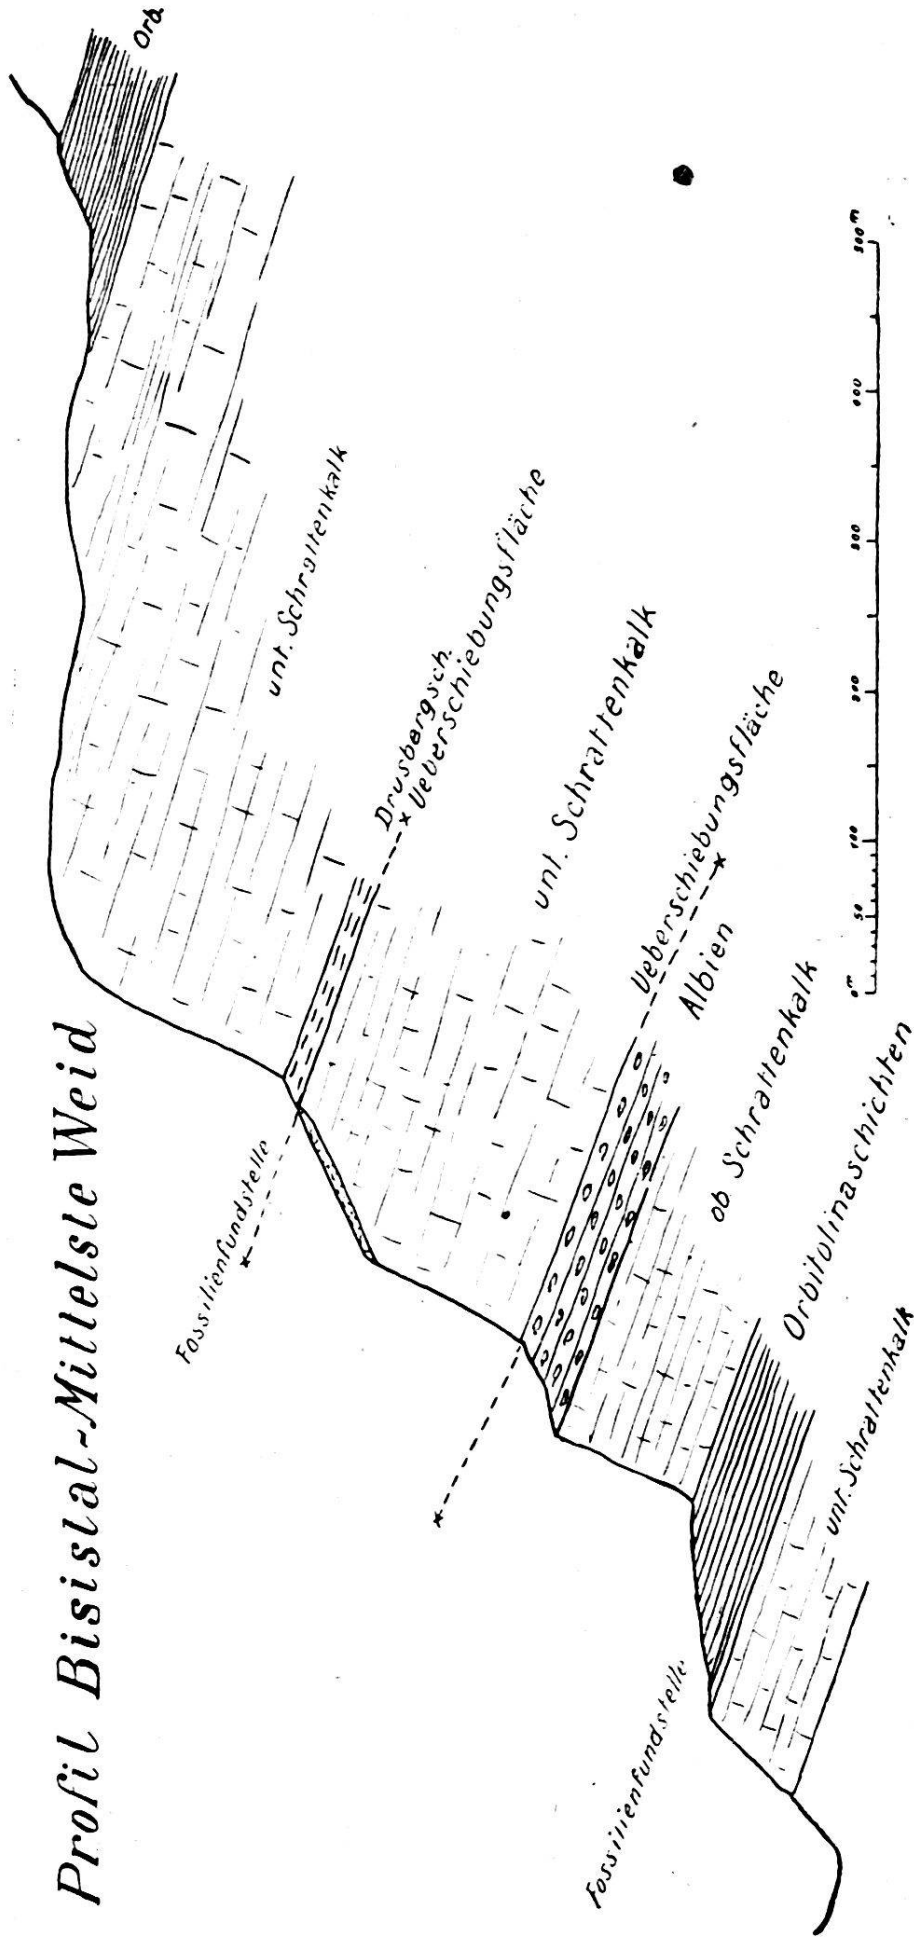 Profil Bisistal-Mittelste Weid
Orb.
unt. Schrattenkalk
Drusbergsch.
Ueberschiebungsfläche
Fossilienfundstelle
unt. Schrattenkalk
Ueberschiebungsfläche
Albien
ob Schrattenkalk
Orbitolinaschichten
unt. Schrattenkalk
Fossilienfundstelle
0m 50 100 200 300 400 500m